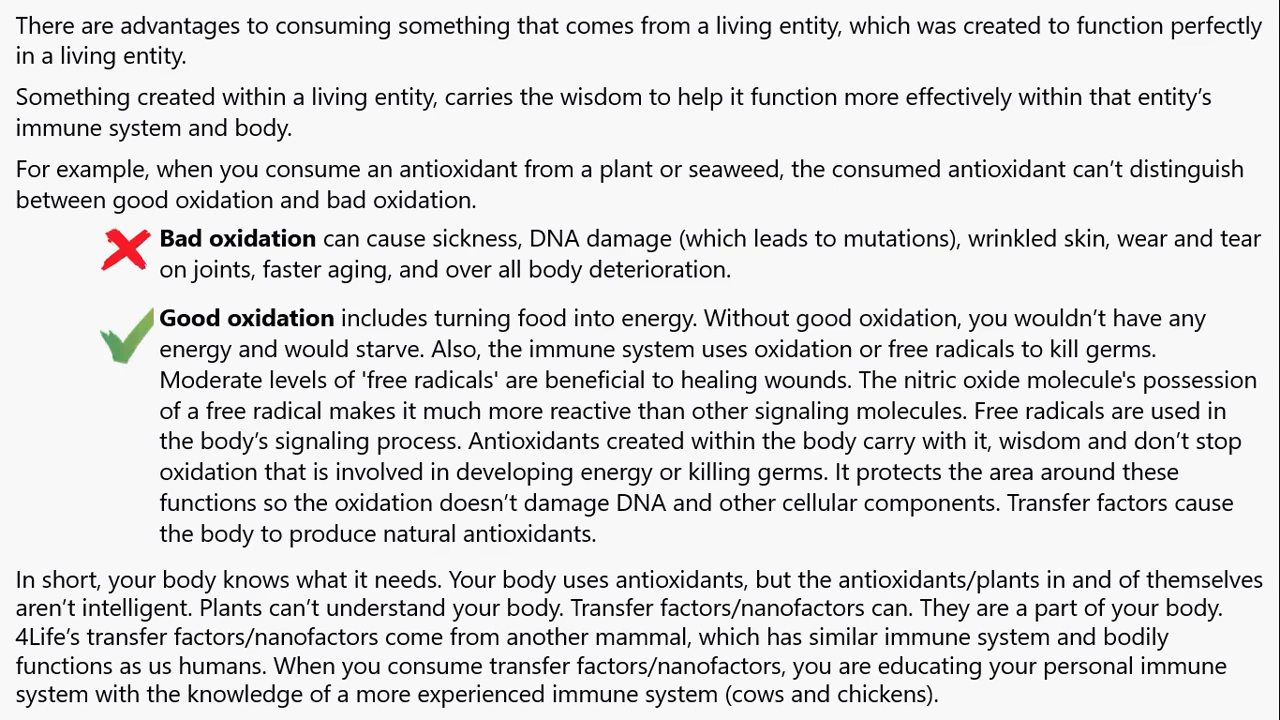 There are advantages to consuming something that comes from a living entity, which was created to function perfectly
in a living entity.
Something created within a living entity, carries the wisdom to help it function more effectively within that entity’s
immune system and body.
For example, when you consume an antioxidant from a plant or seaweed, the consumed antioxidant can’t distinguish
between good oxidation and bad oxidation.
Bad oxidation can cause sickness, DNA damage (which leads to mutations), wrinkled skin, wear and tear
on joints, faster aging, and over all body deterioration.
Good oxidation includes turning food into energy. Without good oxidation, you wouldn’t have any
energy and would starve. Also, the immune system uses oxidation or free radicals to kill germs.
Moderate levels of 'free radicals' are beneficial to healing wounds. The nitric oxide molecule's possession
of a free radical makes it much more reactive than other signaling molecules. Free radicals are used in
the body’s signaling process. Antioxidants created within the body carry with it, wisdom and don’t stop
oxidation that is involved in developing energy or killing germs. It protects the area around these
functions so the oxidation doesn’t damage DNA and other cellular components. Transfer factors cause
the body to produce natural antioxidants.
In short, your body knows what it needs. Your body uses antioxidants, but the antioxidants/plants in and of themselves
aren’t intelligent. Plants can’t understand your body. Transfer factors/nanofactors can. They are a part of your body.
4Life’s transfer factors/nanofactors come from another mammal, which has similar immune system and bodily
functions as us humans. When you consume transfer factors/nanofactors, you are educating your personal immune
system with the knowledge of a more experienced immune system (cows and chickens).